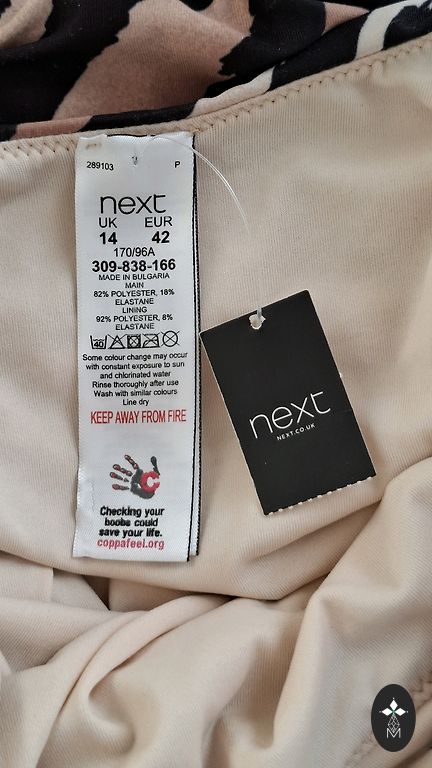 289103 P
next
UK EUR
14 42
170/96A
309-838-166
MADE IN BULGARIA
MAIN
82% POLYESTER, 18%
ELASTANE
LINING
92% POLYESTER, 8%
ELASTANE
40
Some colour change may occur
with constant exposure to sun
and chlorinated water
Rinse thoroughly after use
Wash with similar colours
Line dry
KEEP AWAY FROM FIRE
C
Checking your
boobs could
save your life.
coppafeel.org
next
NEXT.CO.UK
M